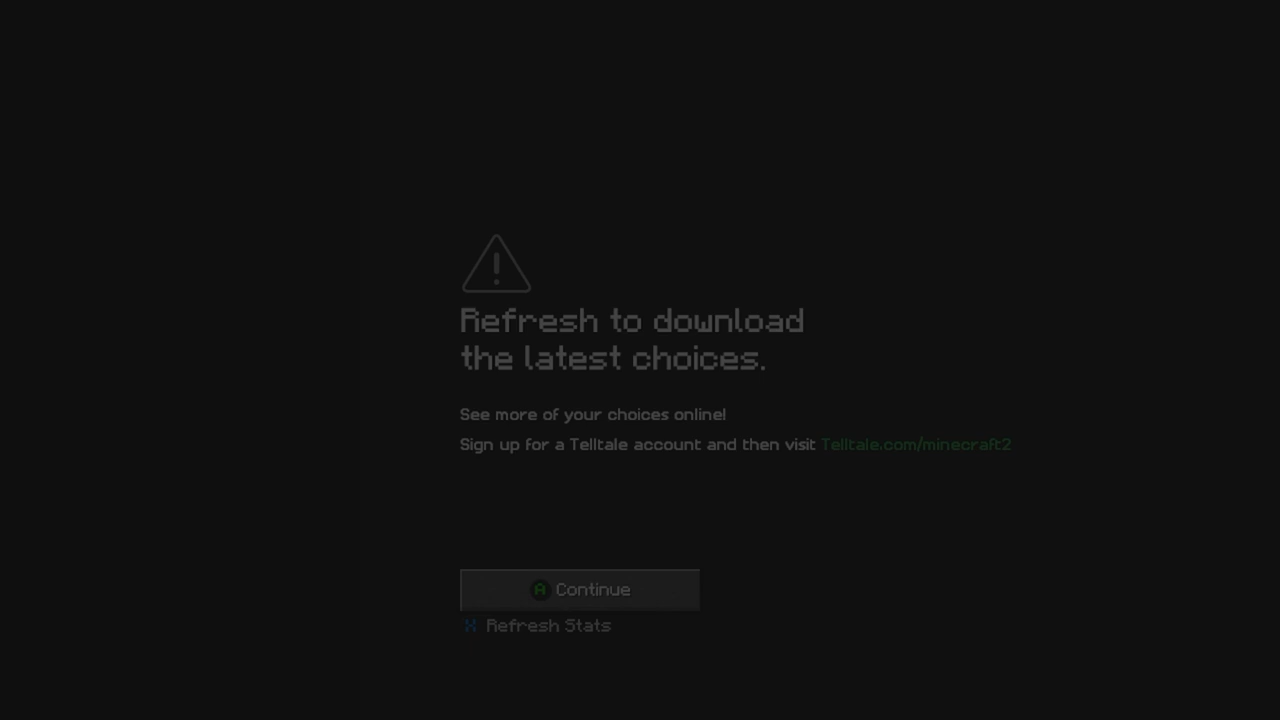 Refresh to download
the latest choices.
See more of your choices online!
Sign up for a Telltale account and then visit Telltale.com/minecraft2
A Continue
X Refresh Stats